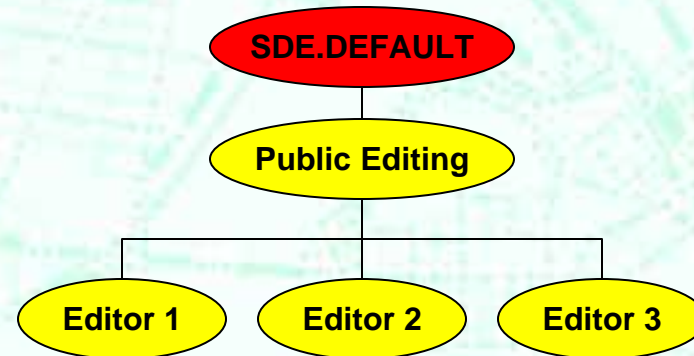 SDE.DEFAULT
Public Editing
Editor 1
Editor 2
Editor 3